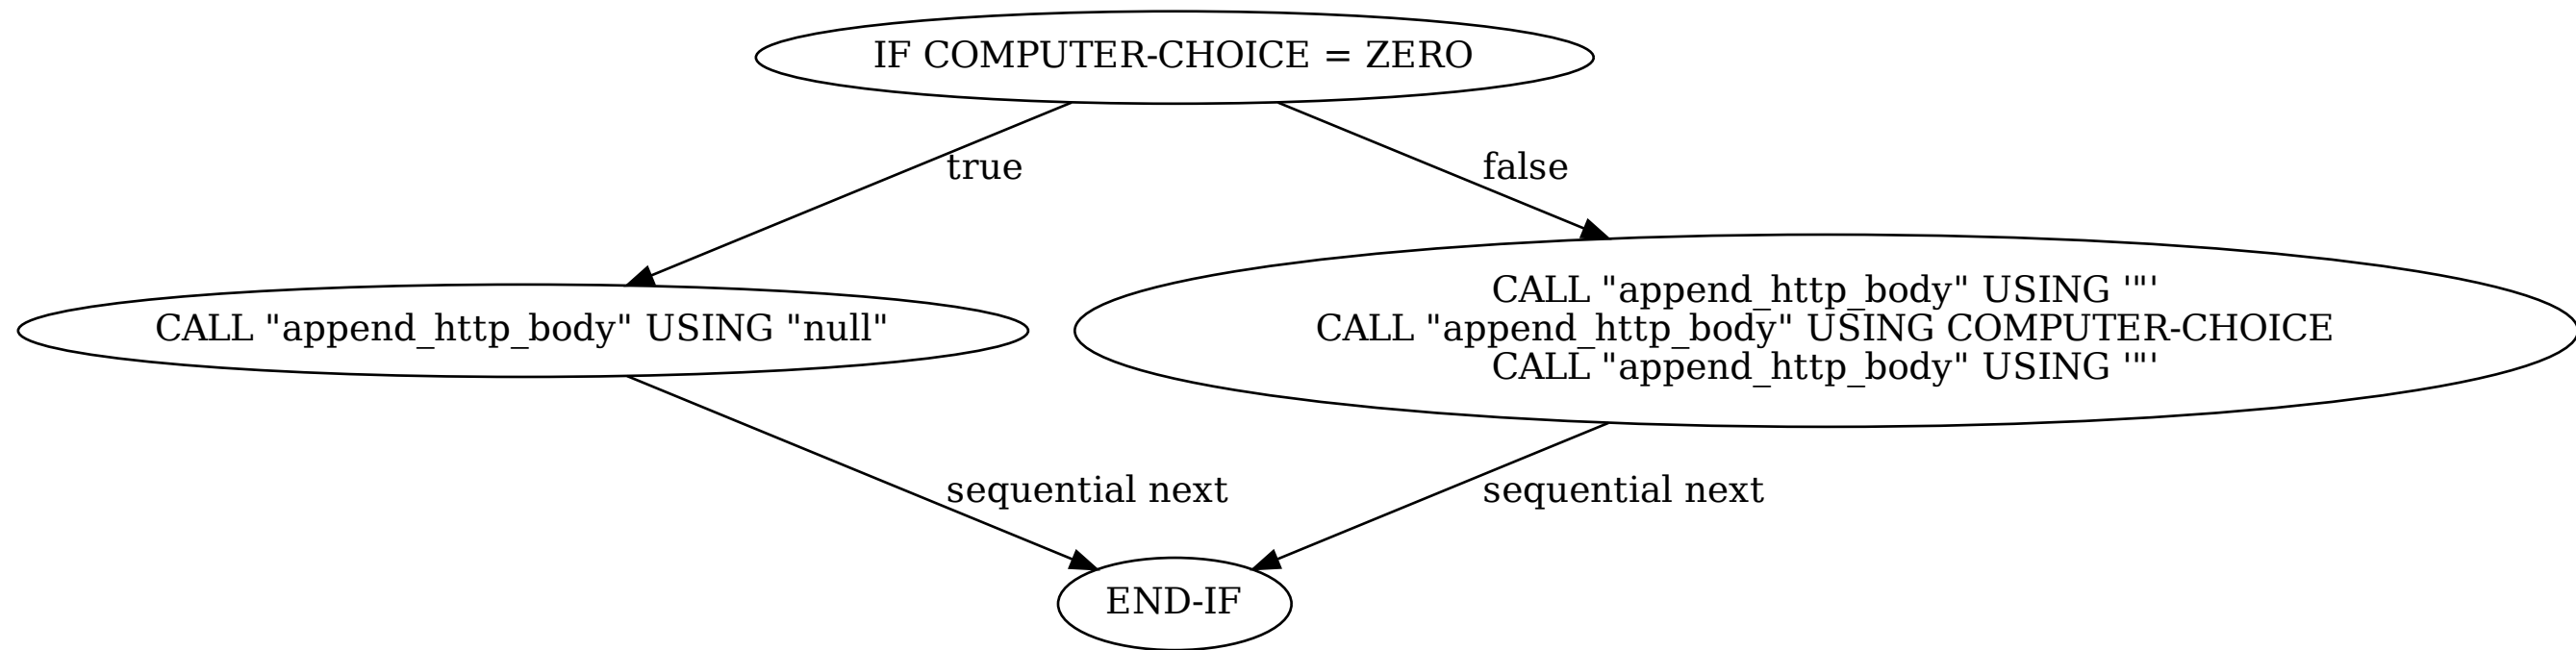 IF COMPUTER-CHOICE = ZERO
true
false
CALL "append_http_body" USING "null"
CALL "append_http_body" USING '"'
CALL "append_http_body" USING COMPUTER-CHOICE
CALL "append_http_body" USING '"'
sequential next
sequential next
END-IF